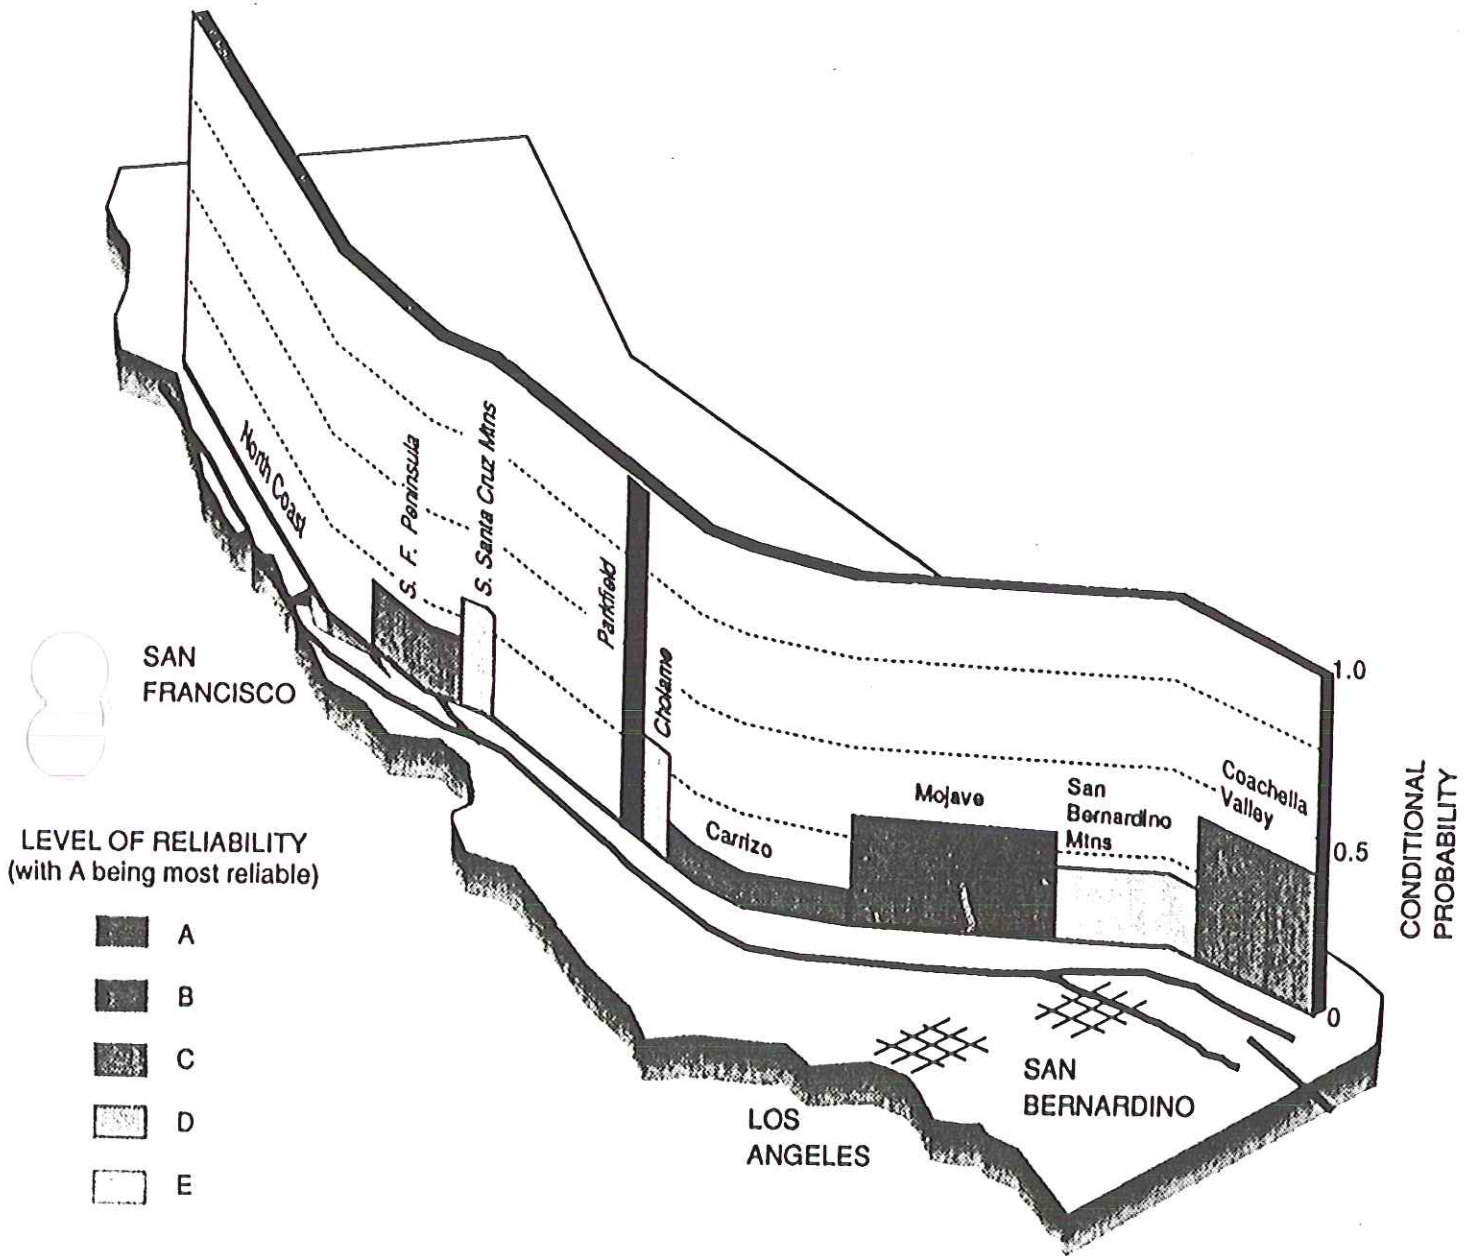 North Coast
S. F. Peninsula
S. Santa Cruz Mtns
Parkfield
Cholame
Carrizo
Mojave
San
Bernardino
Mtns
Coachella
Valley
1.0
0.5
0
CONDITIONAL
PROBABILITY
SAN
FRANCISCO
LEVEL OF RELIABILITY
(with A being most reliable)
A
B
C
D
E
LOS
ANGELES
SAN
BERNARDINO